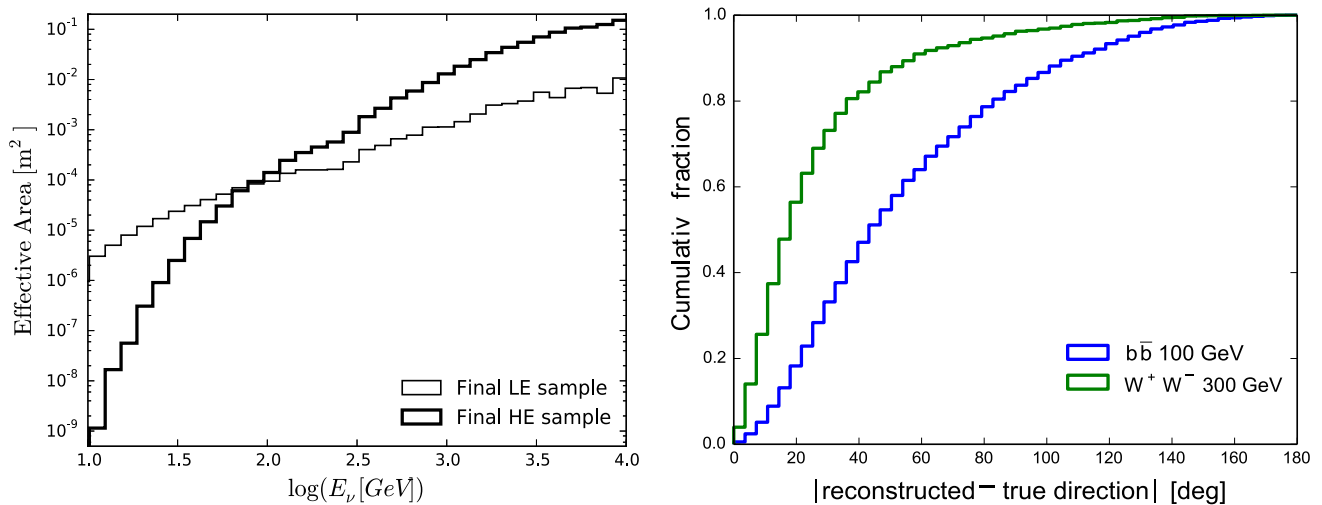 Effective Area [m²]
10⁻¹
10⁻²
10⁻³
10⁻⁴
10⁻⁵
10⁻⁶
10⁻⁷
10⁻⁸
10⁻⁹
Final LE sample
Final HE sample
1.0 1.5 2.0 2.5 3.0 3.5 4.0
log(E_ν[GeV])
Cumulativ fraction
1.0
0.8
0.6
0.4
0.2
0.0
bb̅ 100 GeV
W⁺ W⁻ 300 GeV
0 20 40 60 80 100 120 140 160 180
|reconstructed− true direction| [deg]